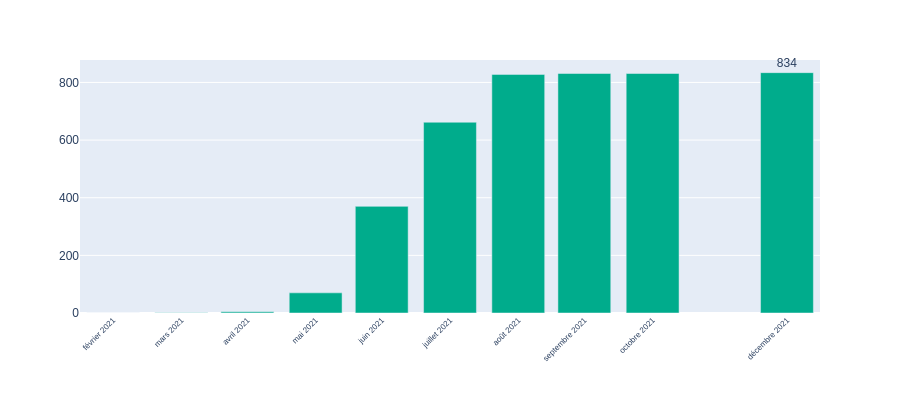 834
800
600
400
200
0
février 2021
mars 2021
avril 2021
mai 2021
juin 2021
juillet 2021
août 2021
septembre 2021
octobre 2021
décembre 2021